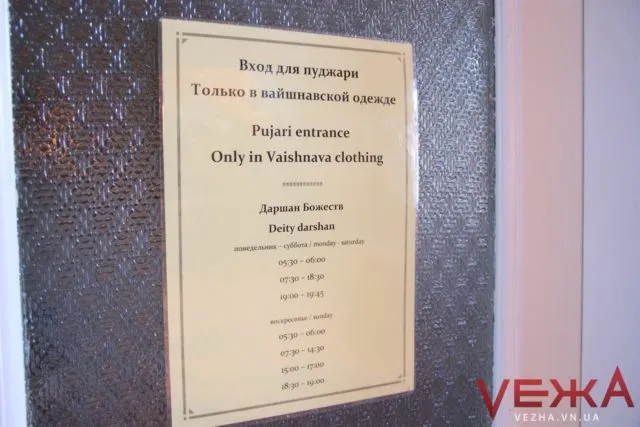 Вход для пуджари
Только в вайшнавской одежде
Pujari entrance
Only in Vaishnava clothing
############
Даршан Божеств
Deity darshan
понедельник – суббота / monday - saturday
05:30 – 06:00
07:30 – 18:30
19:00 – 19:45
воскресенье / sunday
05:30 – 06:00
07:30 – 14:30
15:00 – 17:00
18:30 – 19:00
VEЖA
VEZHA.VN.UA